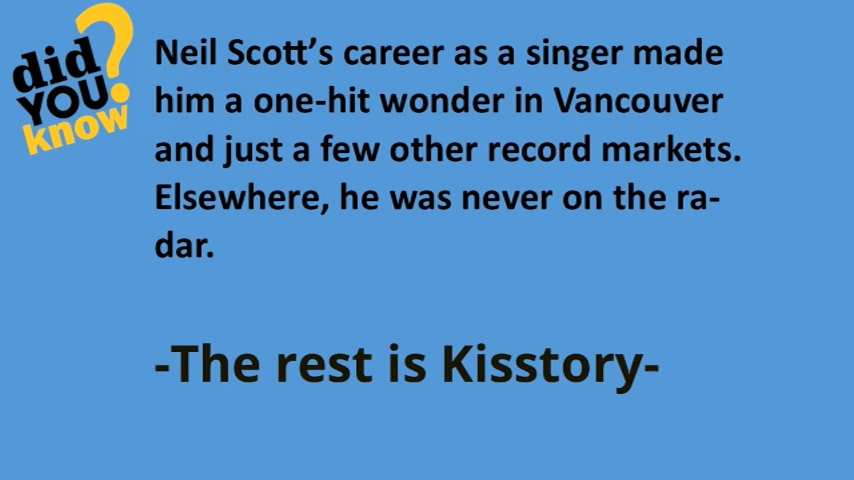 did
YOU?
know
Neil Scott’s career as a singer made
him a one-hit wonder in Vancouver
and just a few other record markets.
Elsewhere, he was never on the ra-
dar.
-The rest is Kisstory-